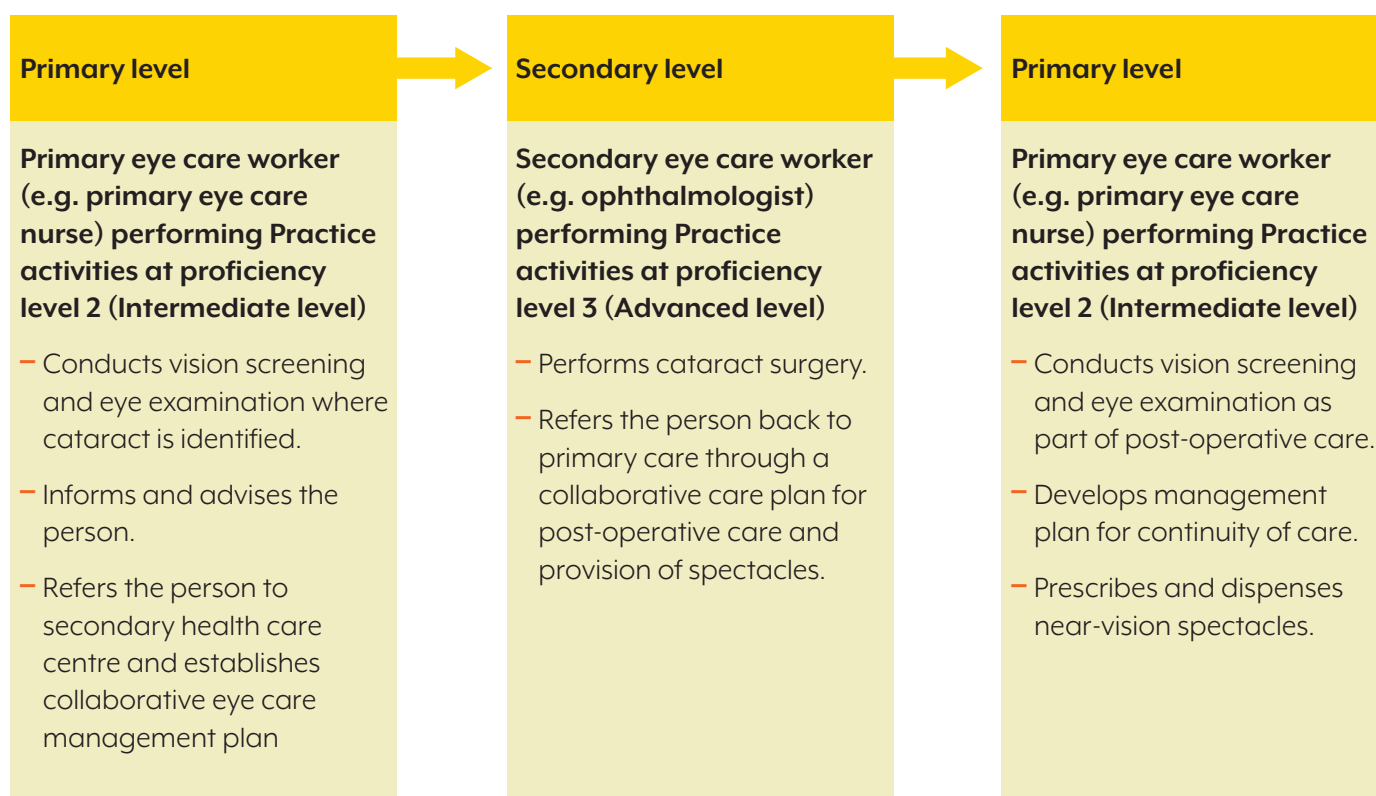 Primary level
Primary eye care worker
(e.g. primary eye care
nurse) performing Practice
activities at proficiency
level 2 (Intermediate level)
– Conducts vision screening
and eye examination where
cataract is identified.
– Informs and advises the
person.
– Refers the person to
secondary health care
centre and establishes
collaborative eye care
management plan
Secondary level
Secondary eye care worker
(e.g. ophthalmologist)
performing Practice
activities at proficiency
level 3 (Advanced level)
– Performs cataract surgery.
– Refers the person back to
primary care through a
collaborative care plan for
post-operative care and
provision of spectacles.
Primary level
Primary eye care worker
(e.g. primary eye care
nurse) performing Practice
activities at proficiency
level 2 (Intermediate level)
– Conducts vision screening
and eye examination as
part of post-operative care.
– Develops management
plan for continuity of care.
– Prescribes and dispenses
near-vision spectacles.